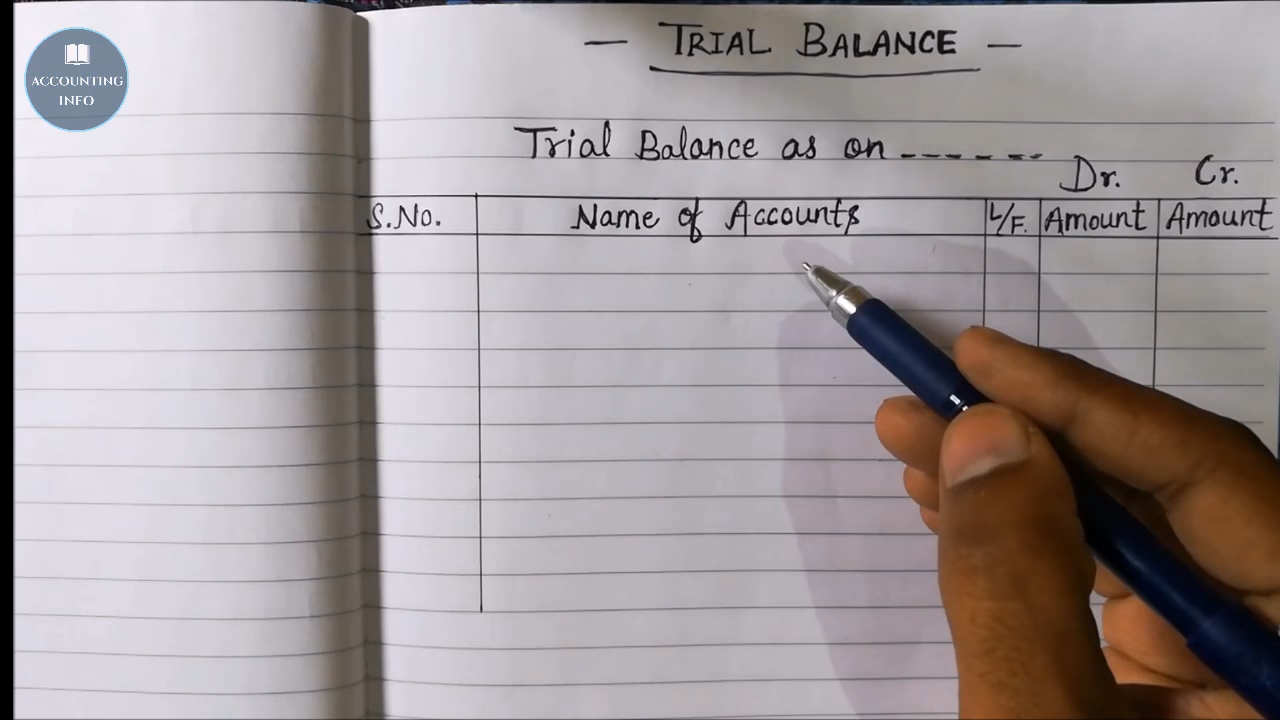 ACCOUNTING
INFO
— TRIAL BALANCE —
Trial Balance as on ------
Dr. Cr.
S.No. Name of Accounts L/F. Amount Amount